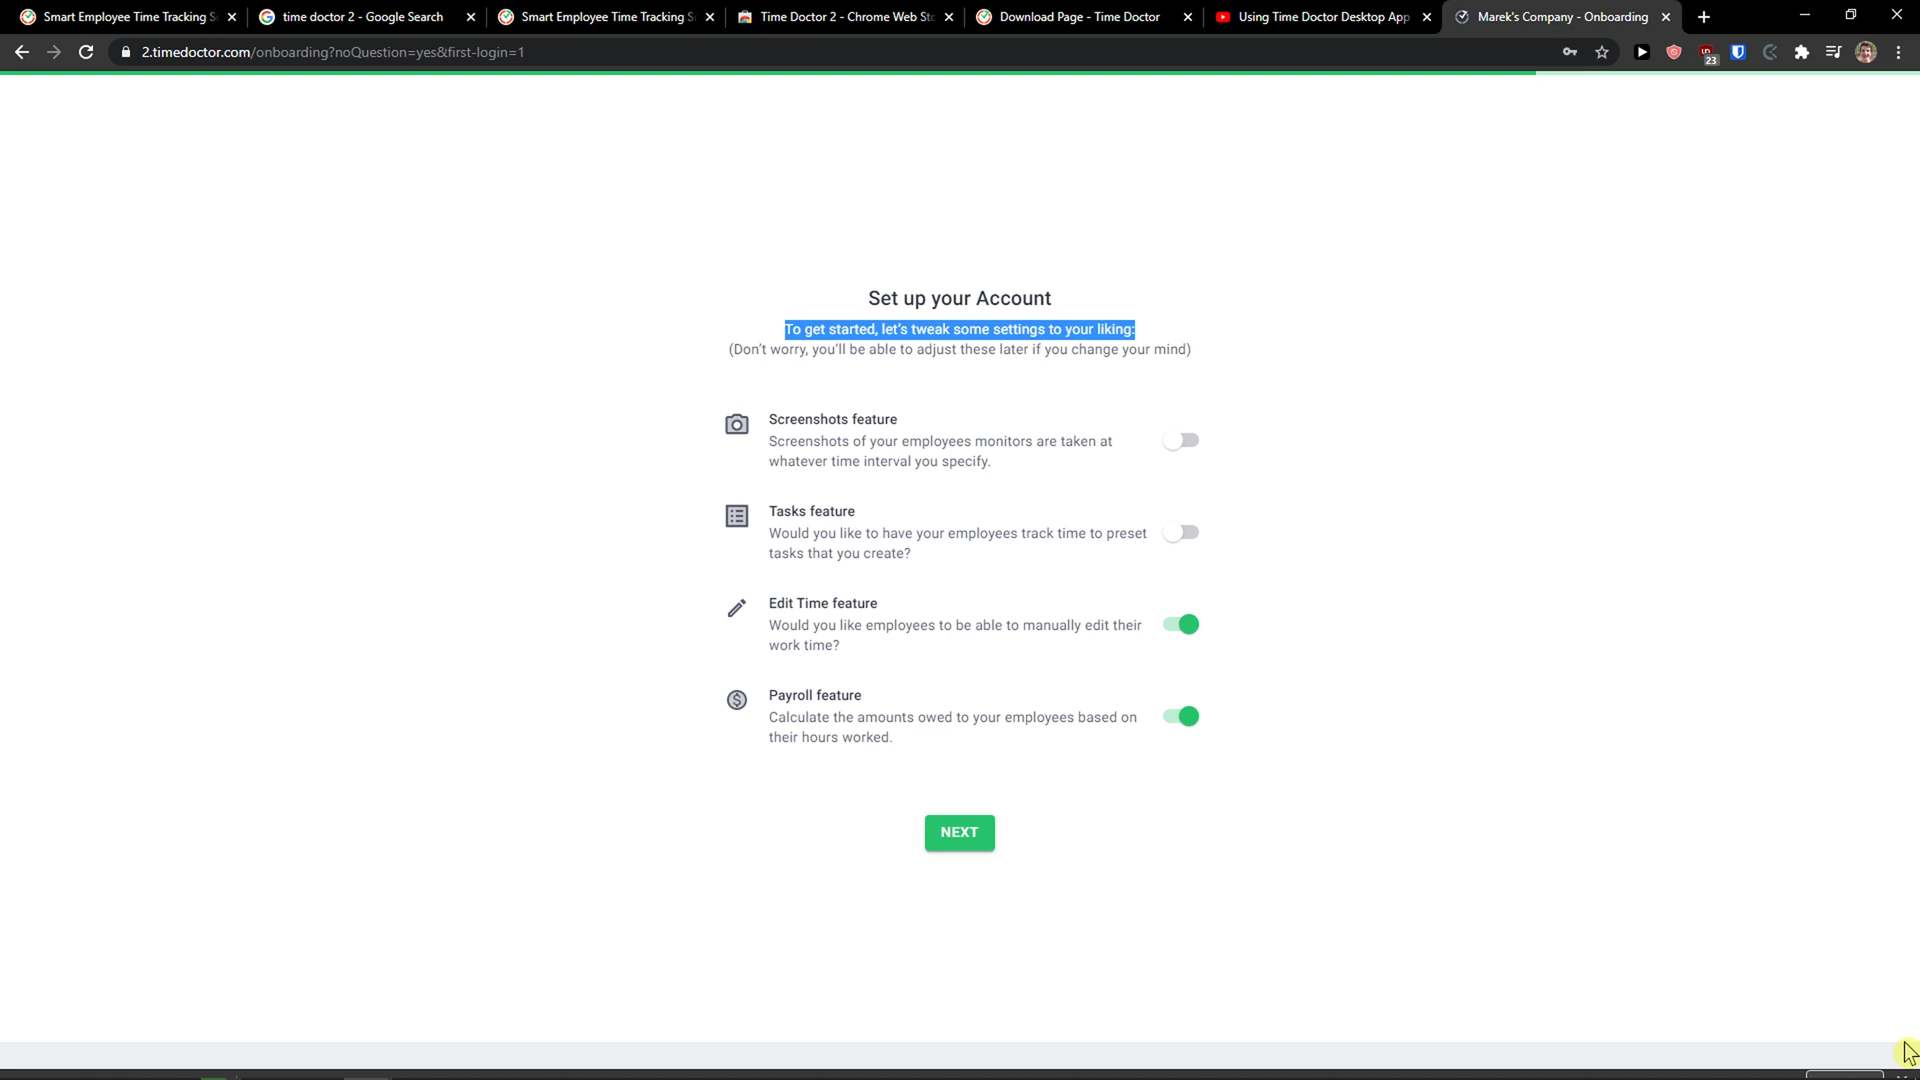 Smart Employee Time Tracking S
time doctor 2 - Google Search
Smart Employee Time Tracking S
Time Doctor 2 - Chrome Web Sto
Download Page - Time Doctor
Using Time Doctor Desktop App
Marek's Company - Onboarding
2.timedoctor.com/onboarding?noQuestion=yes&first-login=1
23
Set up your Account
To get started, let's tweak some settings to your liking:
(Don't worry, you'll be able to adjust these later if you change your mind)
Screenshots feature
Screenshots of your employees monitors are taken at
whatever time interval you specify.
Tasks feature
Would you like to have your employees track time to preset
tasks that you create?
Edit Time feature
Would you like employees to be able to manually edit their
work time?
Payroll feature
Calculate the amounts owed to your employees based on
their hours worked.
NEXT